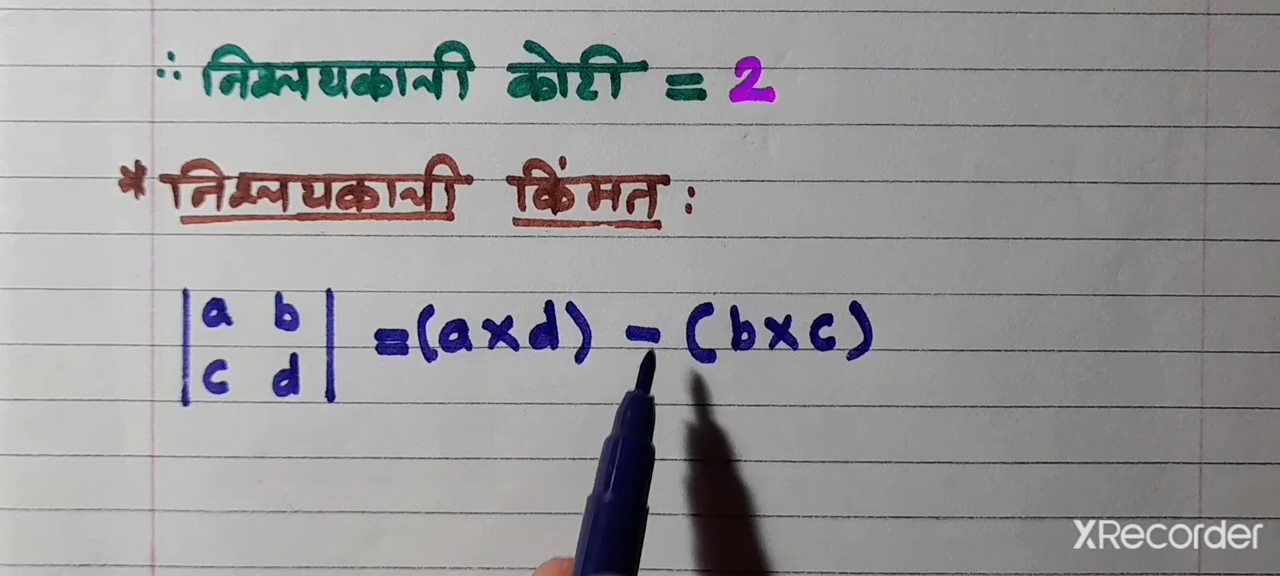 ∴ निश्चयकाची कोटी = 2
* निश्चयकाची किंमत :
| a b | = (a×d) - (b×c)
| c d |
XRecorder